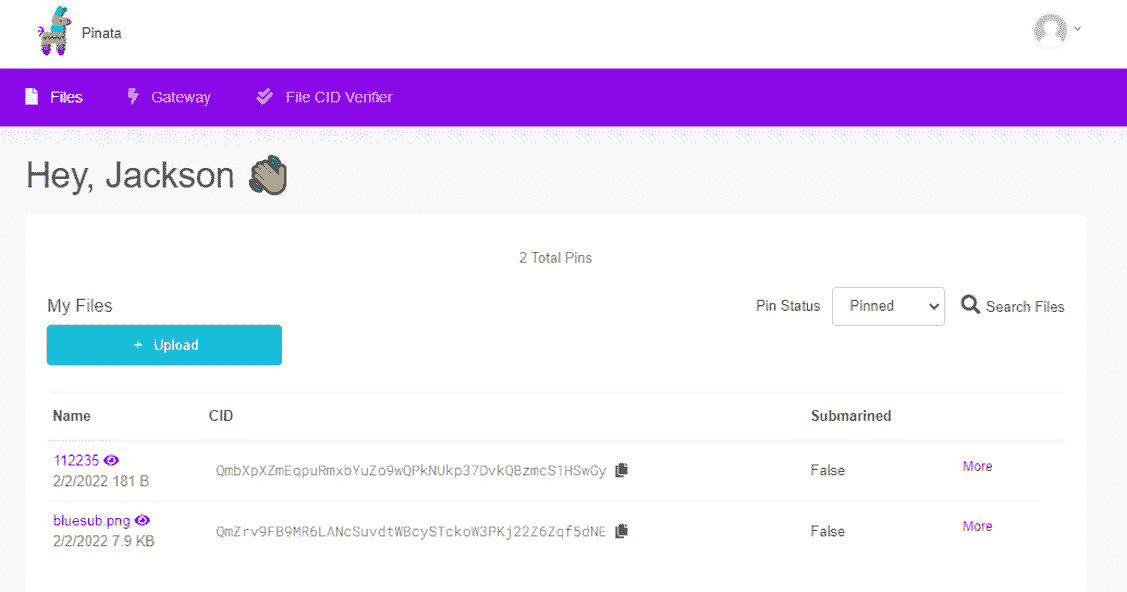 Pinata
Files Gateway File CID Verifier
Hey, Jackson
2 Total Pins
My Files
Pin Status Pinned Search Files
+ Upload
Name CID Submarined
112235
2/2/2022 181 B
QmbXpXZmEqpuRmxbYuZo9wQPkNUkp37DvkQBzmcS1HSwGy False More
bluesub.png
2/2/2022 7.9 KB
QmZrv9FB9MR6LANcSuvdtWBcySTckoW3PKj22Z6Zqf5dNE False More